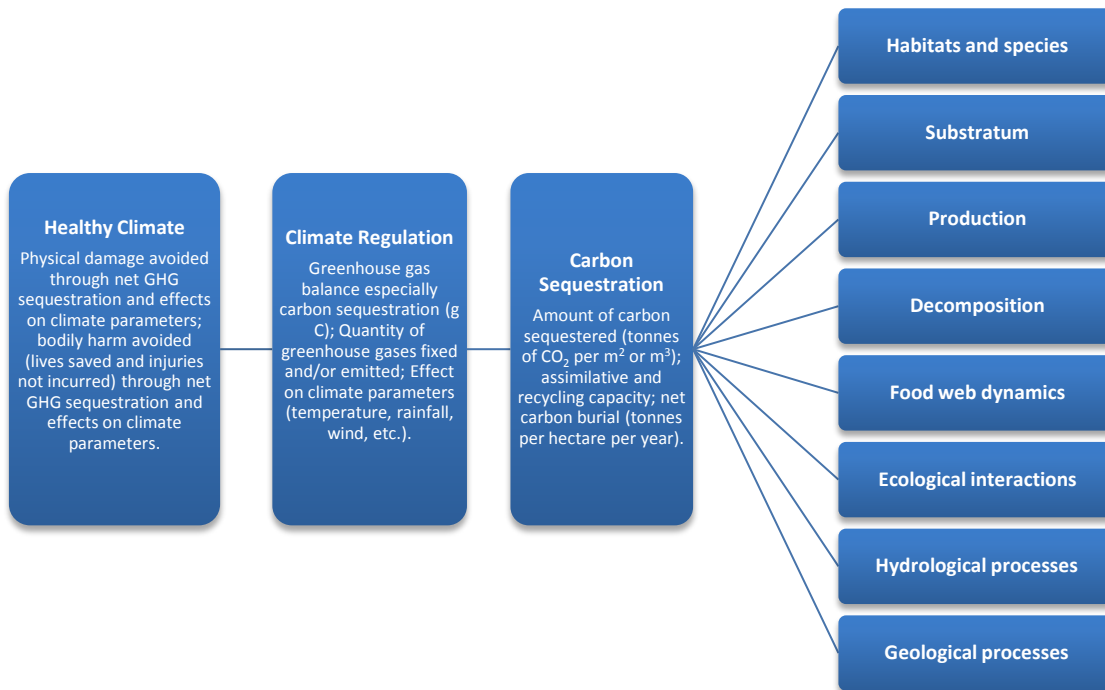 Healthy Climate
Physical damage avoided
through net GHG
sequestration and effects
on climate parameters;
bodily harm avoided
(lives saved and injuries
not incurred) through net
GHG sequestration and
effects on climate
parameters.
Climate Regulation
Greenhouse gas
balance especially
carbon sequestration (g
C); Quantity of
greenhouse gases fixed
and/or emitted; Effect
on climate parameters
(temperature, rainfall,
wind, etc.).
Carbon
Sequestration
Amount of carbon
sequestered (tonnes
of CO₂ per m² or m³);
assimilative and
recycling capacity; net
carbon burial (tonnes
per hectare per year).
Habitats and species
Substratum
Production
Decomposition
Food web dynamics
Ecological interactions
Hydrological processes
Geological processes